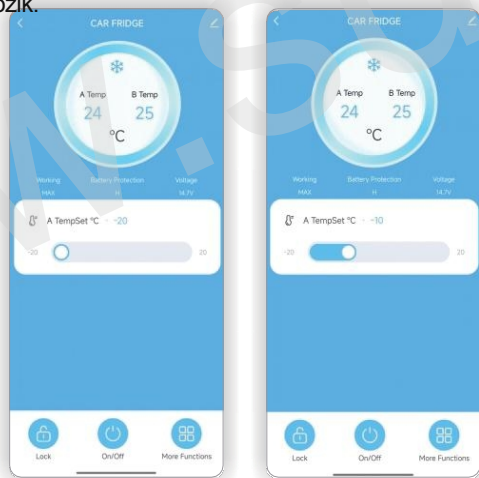 DZIK.
CAR FRIDGE
A Temp B Temp
24 25
°C
Working Battery Protection Voltage
MAX H 14.7V
A TempSet °C · -20
-20 20
Lock On/Off More Functions
CAR FRIDGE
A Temp B Temp
24 25
°C
Working Battery Protection Voltage
MAX H 14.7V
A TempSet °C · -10
-20 20
Lock On/Off More Functions